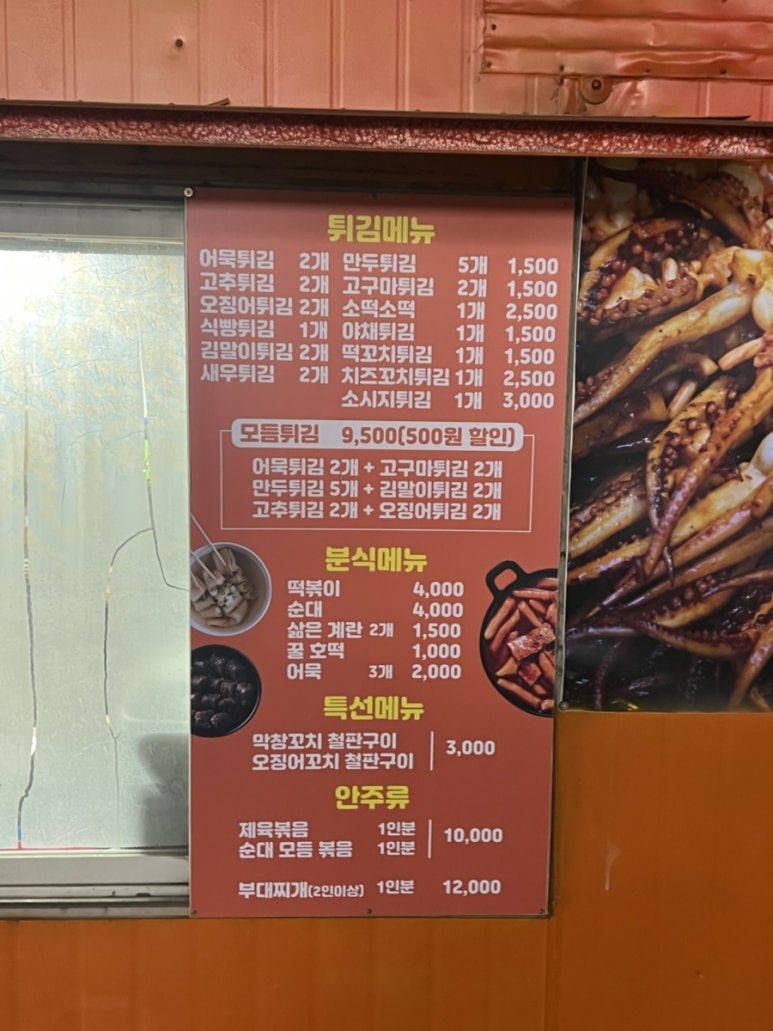 튀김메뉴
어묵튀김 2개 만두튀김 5개 1,500
고추튀김 2개 고구마튀김 2개 1,500
오징어튀김 2개 소떡소떡 1개 2,500
식빵튀김 1개 야채튀김 1개 1,500
김말이튀김 2개 떡꼬치튀김 1개 1,500
새우튀김 2개 치즈꼬치튀김 1개 2,500
소시지튀김 1개 3,000
모듬튀김 9,500(500원 할인)
어묵튀김 2개 + 고구마튀김 2개
만두튀김 5개 + 김말이튀김 2개
고추튀김 2개 + 오징어튀김 2개
분식메뉴
떡볶이 4,000
순대 4,000
삶은 계란 2개 1,500
꿀 호떡 1,000
어묵 3개 2,000
특선메뉴
막창꼬치 철판구이
오징어꼬치 철판구이
3,000
안주류
제육볶음 1인분
순대 모듬 볶음 1인분
10,000
부대찌개(2인이상) 1인분 12,000